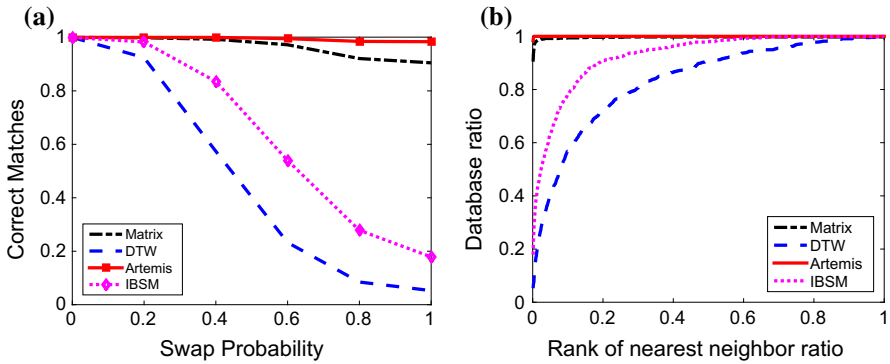 (a)
Correct Matches
1
0.8
0.6
0.4
0.2
0
Matrix
DTW
Artemis
IBSM
0 0.2 0.4 0.6 0.8 1
Swap Probability
(b)
Database ratio
1
0.8
0.6
0.4
0.2
0
Matrix
DTW
Artemis
IBSM
0 0.2 0.4 0.6 0.8 1
Rank of nearest neighbor ratio